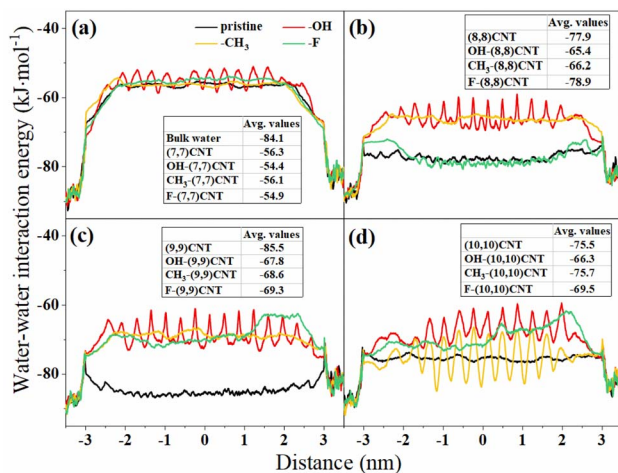 Water-water interaction energy (kJ·mol⁻¹)
(a)
pristine
-OH
-CH₃
-F
Avg. values
Bulk water -84.1
(7,7)CNT -56.3
OH-(7,7)CNT -54.4
CH₃-(7,7)CNT -56.1
F-(7,7)CNT -54.9
-40
-60
-80
(b)
Avg. values
(8,8)CNT -77.9
OH-(8,8)CNT -65.4
CH₃-(8,8)CNT -66.2
F-(8,8)CNT -78.9
(c)
Avg. values
(9,9)CNT -85.5
OH-(9,9)CNT -67.8
CH₃-(9,9)CNT -68.6
F-(9,9)CNT -69.3
-40
-60
-80
-3 -2 -1 0 1 2 3
(d)
Avg. values
(10,10)CNT -75.5
OH-(10,10)CNT -66.3
CH₃-(10,10)CNT -75.7
F-(10,10)CNT -69.5
-3 -2 -1 0 1 2 3
Distance (nm)